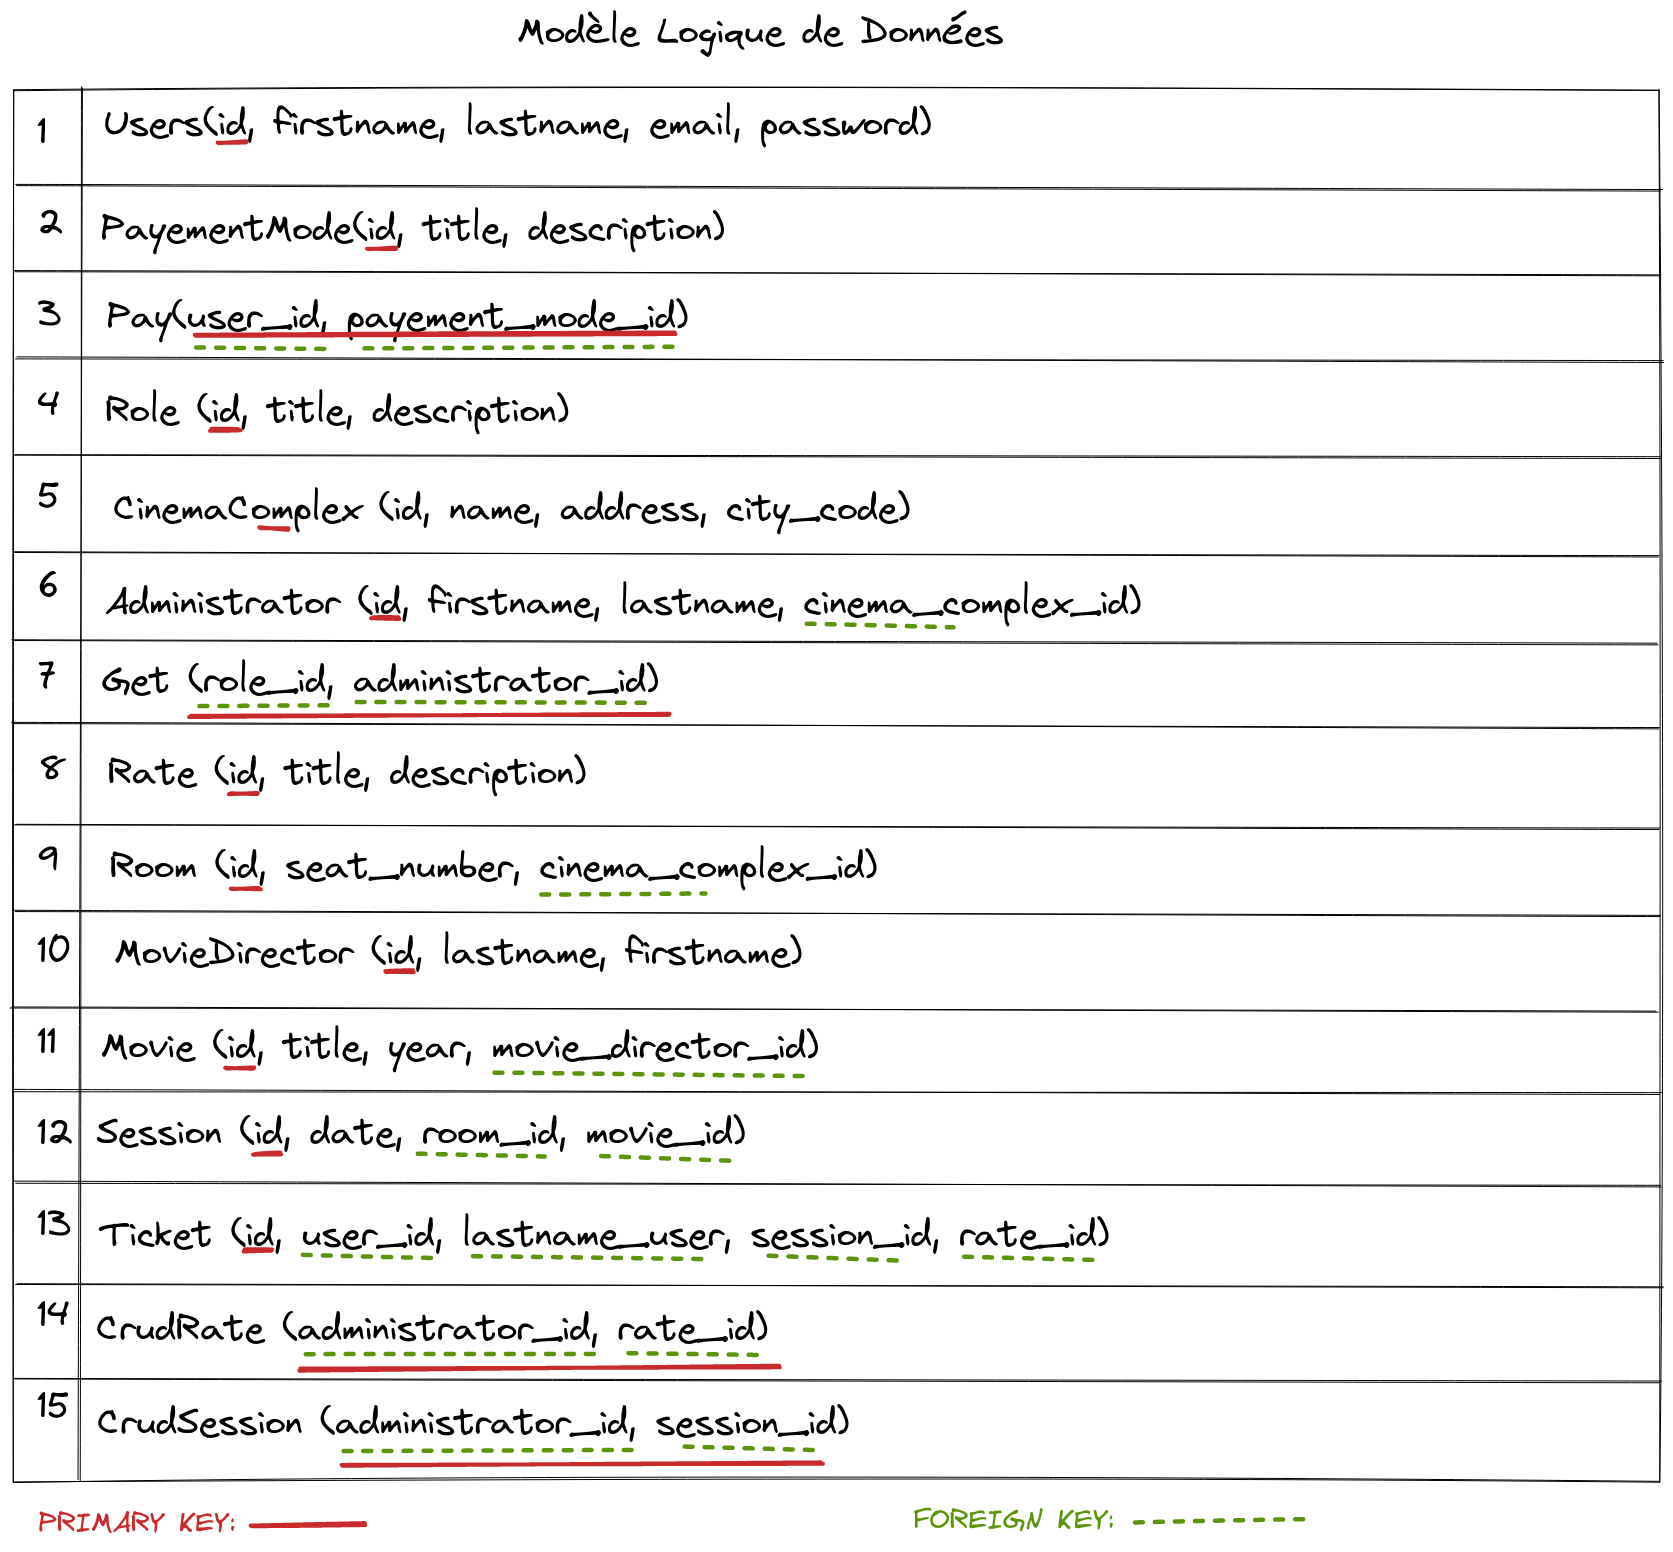 Modèle Logique de Données
1 Users(id, firstname, lastname, email, password)
2 PayementMode(id, title, description)
3 Pay(user_id, payement_mode_id)
4 Role (id, title, description)
5 CinemaComplex (id, name, address, city_code)
6 Administrator (id, firstname, lastname, cinema_complex_id)
7 Get (role_id, administrator_id)
8 Rate (id, title, description)
9 Room (id, seat_number, cinema_complex_id)
10 MovieDirector (id, lastname, firstname)
11 Movie (id, title, year, movie_director_id)
12 Session (id, date, room_id, movie_id)
13 Ticket (id, user_id, lastname_user, session_id, rate_id)
14 CrudRate (administrator_id, rate_id)
15 CrudSession (administrator_id, session_id)
PRIMARY KEY: FOREIGN KEY: